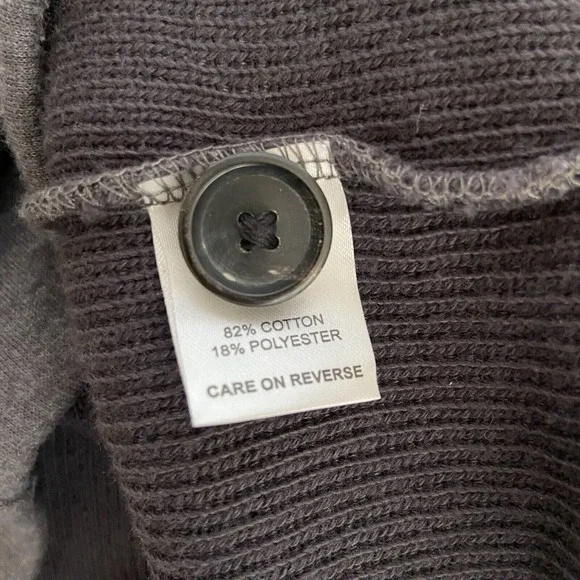 82% COTTON
18% POLYESTER
CARE ON REVERSE